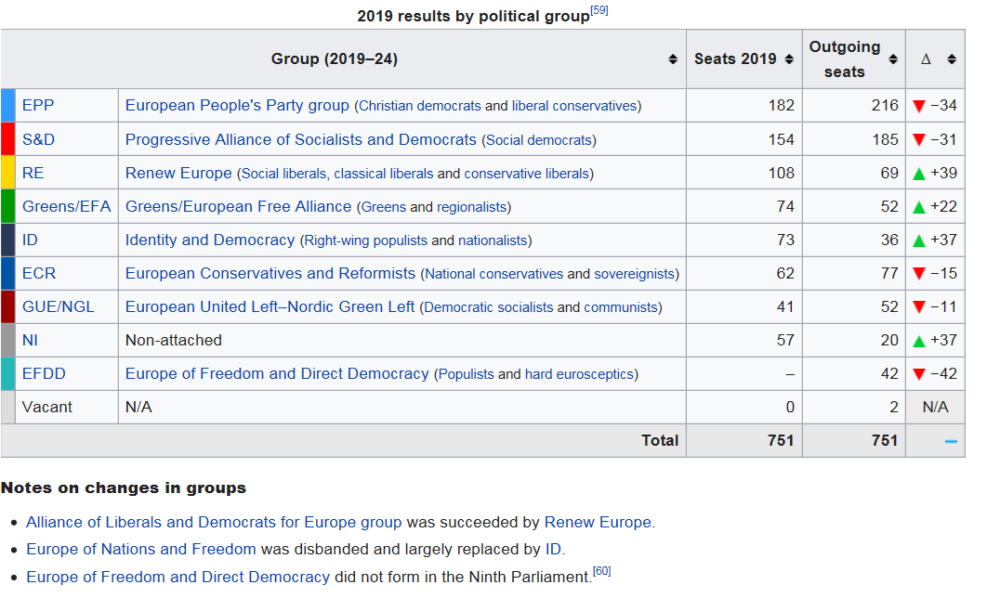 2019 results by political group[59]
Group (2019–24) Seats 2019 Outgoing seats Δ
EPP European People's Party group (Christian democrats and liberal conservatives) 182 216 −34
S&D Progressive Alliance of Socialists and Democrats (Social democrats) 154 185 −31
RE Renew Europe (Social liberals, classical liberals and conservative liberals) 108 69 +39
Greens/EFA Greens/European Free Alliance (Greens and regionalists) 74 52 +22
ID Identity and Democracy (Right-wing populists and nationalists) 73 36 +37
ECR European Conservatives and Reformists (National conservatives and sovereignists) 62 77 −15
GUE/NGL European United Left–Nordic Green Left (Democratic socialists and communists) 41 52 −11
NI Non-attached 57 20 +37
EFDD Europe of Freedom and Direct Democracy (Populists and hard eurosceptics) – 42 −42
Vacant N/A 0 2 N/A
Total 751 751
Notes on changes in groups
• Alliance of Liberals and Democrats for Europe group was succeeded by Renew Europe.
• Europe of Nations and Freedom was disbanded and largely replaced by ID.
• Europe of Freedom and Direct Democracy did not form in the Ninth Parliament.[60]